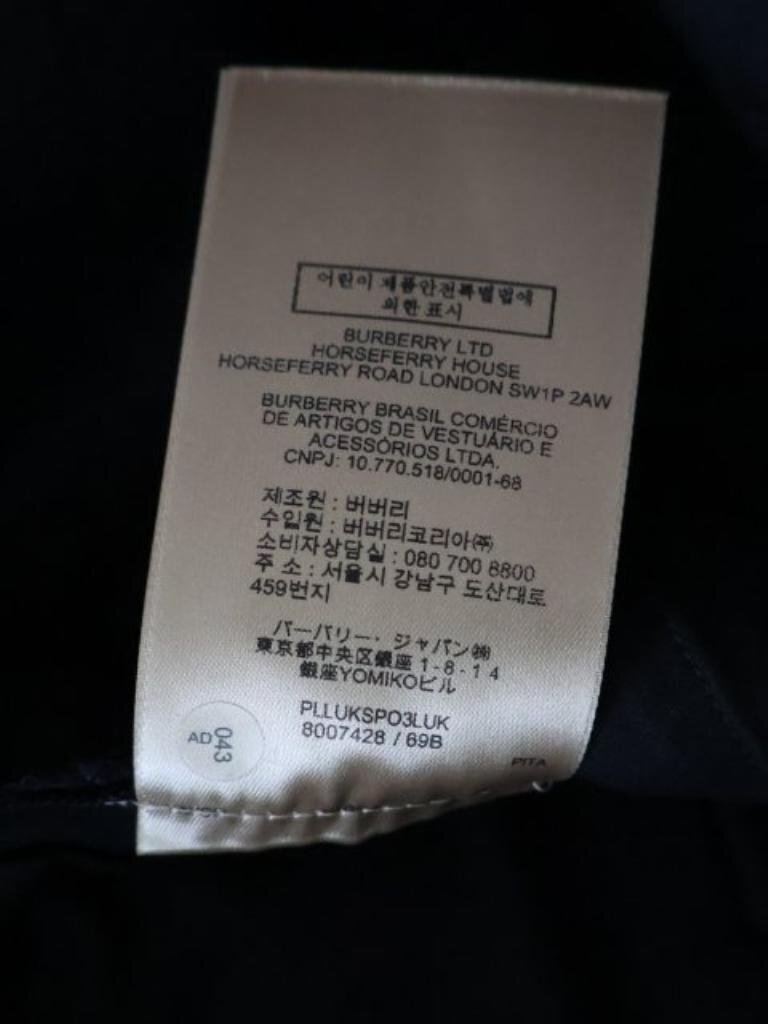 어린이 제품안전특별법에
의한 표시
BURBERRY LTD
HORSEFERRY HOUSE
HORSEFERRY ROAD LONDON SW1P 2AW
BURBERRY BRASIL COMÉRCIO
DE ARTIGOS DE VESTUÁRIO E
ACESSÓRIOS LTDA.
CNPJ: 10.770.518/0001-68
제조원 : 버버리
수입원 : 버버리코리아㈜
소비자상담실 : 080 700 8800
주 소 : 서울시 강남구 도산대로
459번지
バーバリー・ジャパン㈱
東京都中央区銀座1-8-14
銀座YOMIKOビル
PLLUKSPO3LUK
8007428 / 69B
AD 043
PITA